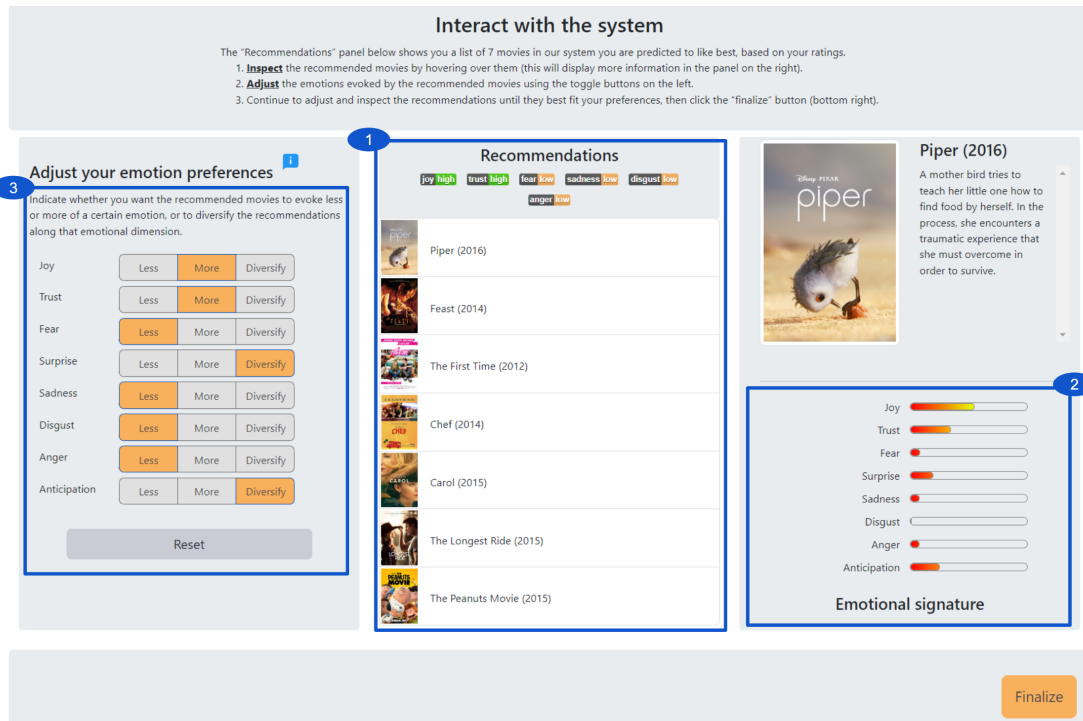 Interact with the system
The "Recommendations" panel below shows you a list of 7 movies in our system you are predicted to like best, based on your ratings.
1. Inspect the recommended movies by hovering over them (this will display more information in the panel on the right).
2. Adjust the emotions evoked by the recommended movies using the toggle buttons on the left.
3. Continue to adjust and inspect the recommendations until they best fit your preferences, then click the "finalize" button (bottom right).
3
Adjust your emotion preferences i
Indicate whether you want the recommended movies to evoke less
or more of a certain emotion, or to diversify the recommendations
along that emotional dimension.
Joy Less More Diversify
Trust Less More Diversify
Fear Less More Diversify
Surprise Less More Diversify
Sadness Less More Diversify
Disgust Less More Diversify
Anger Less More Diversify
Anticipation Less More Diversify
Reset
1
Recommendations
joy high trust high fear low sadness low disgust low
anger low
piper
Piper (2016)
FEAST
Feast (2014)
The First Time (2012)
CHEF
Chef (2014)
CAROL
Carol (2015)
The Longest Ride (2015)
PEANUTS
MOVIE
The Peanuts Movie (2015)
Disney PIXAR
piper
Piper (2016)
A mother bird tries to
teach her little one how to
find food by herself. In the
process, she encounters a
traumatic experience that
she must overcome in
order to survive.
2
Joy
Trust
Fear
Surprise
Sadness
Disgust
Anger
Anticipation
Emotional signature
Finalize